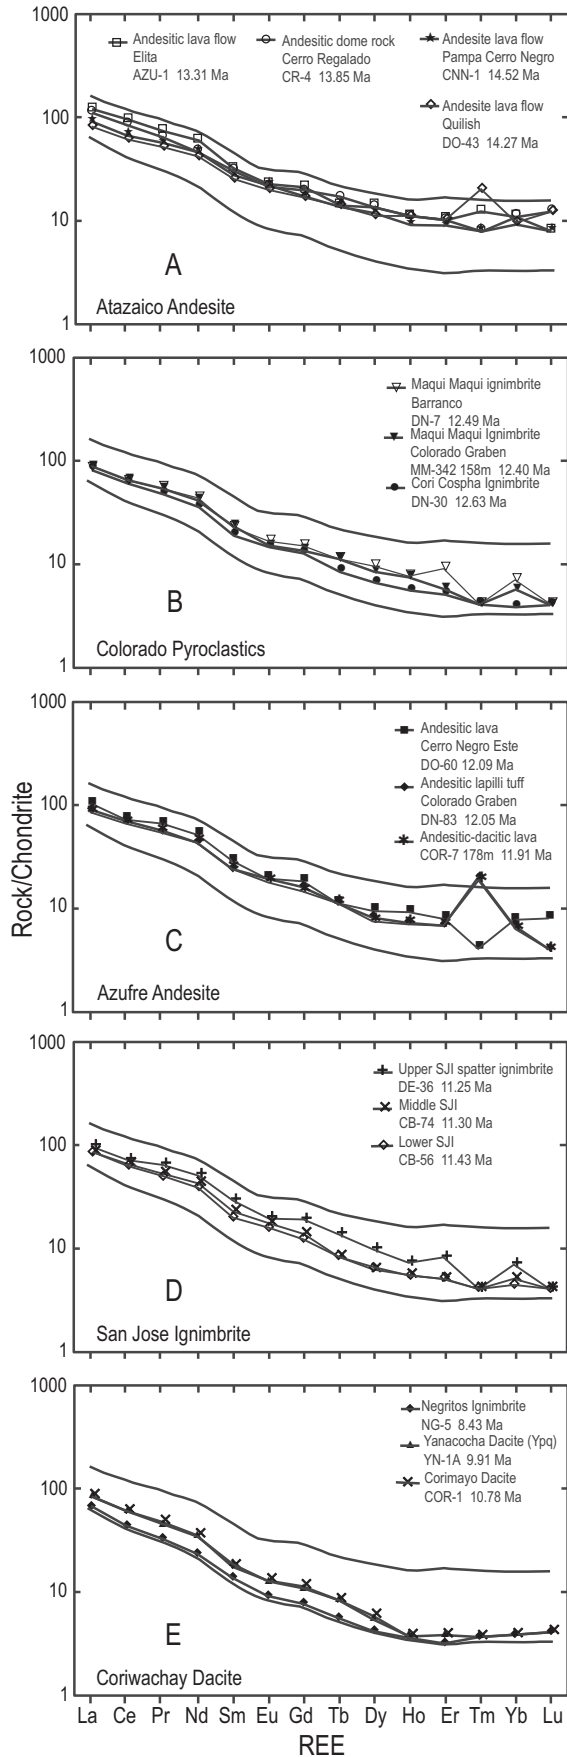 1000
100
10
1
Andesitic lava flow
Elita
AZU-1 13.31 Ma
Andesitic dome rock
Cerro Regalado
CR-4 13.85 Ma
Andesite lava flow
Pampa Cerro Negro
CNN-1 14.52 Ma
Andesite lava flow
Quilish
DO-43 14.27 Ma
A
Atazaico Andesite
1000
100
10
1
Maqui Maqui ignimbrite
Barranco
DN-7 12.49 Ma
Maqui Maqui Ignimbrite
Colorado Graben
MM-342 158m 12.40 Ma
Cori Cospha Ignimbrite
DN-30 12.63 Ma
B
Colorado Pyroclastics
Rock/Chondrite
1000
100
10
1
Andesitic lava
Cerro Negro Este
DO-60 12.09 Ma
Andesitic lapilli tuff
Colorado Graben
DN-83 12.05 Ma
Andesitic-dacitic lava
COR-7 178m 11.91 Ma
C
Azufre Andesite
1000
100
10
1
Upper SJI spatter ignimbrite
DE-36 11.25 Ma
Middle SJI
CB-74 11.30 Ma
Lower SJI
CB-56 11.43 Ma
D
San Jose Ignimbrite
1000
100
10
1
Negritos Ignimbrite
NG-5 8.43 Ma
Yanacocha Dacite (Ypq)
YN-1A 9.91 Ma
Corimayo Dacite
COR-1 10.78 Ma
E
Coriwachay Dacite
La Ce Pr Nd Sm Eu Gd Tb Dy Ho Er Tm Yb Lu
REE